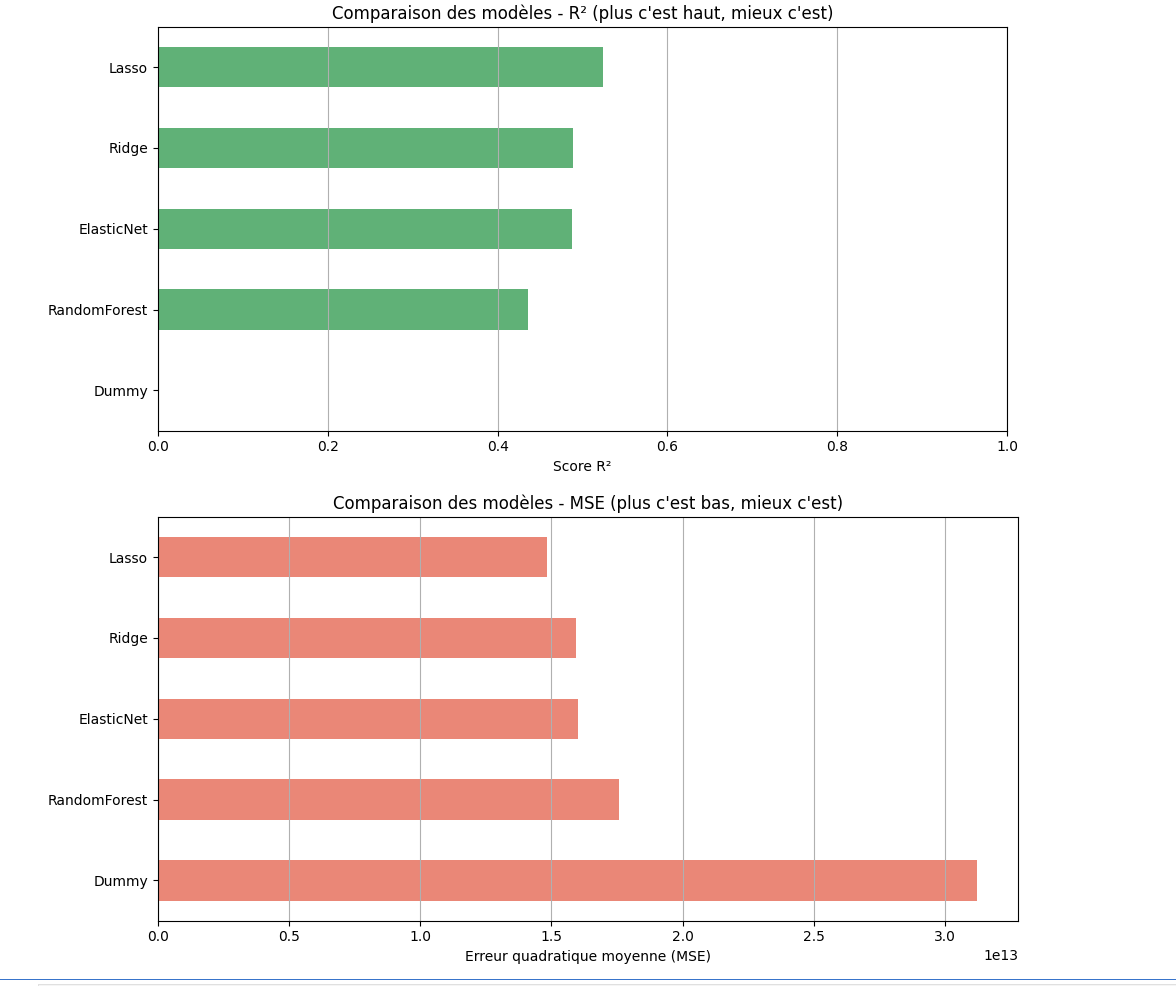 Comparaison des modèles - R² (plus c'est haut, mieux c'est)
Lasso
Ridge
ElasticNet
RandomForest
Dummy
0.0 0.2 0.4 0.6 0.8 1.0
Score R²
Comparaison des modèles - MSE (plus c'est bas, mieux c'est)
Lasso
Ridge
ElasticNet
RandomForest
Dummy
0.0 0.5 1.0 1.5 2.0 2.5 3.0
Erreur quadratique moyenne (MSE) 1e13